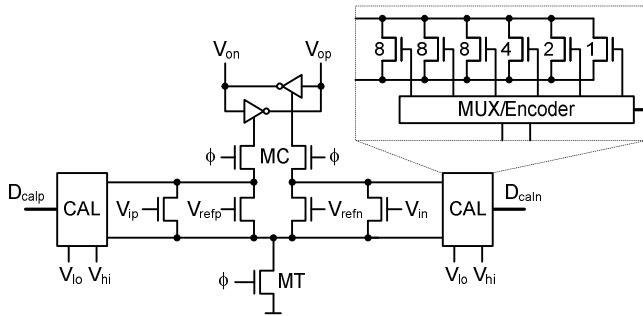 V_on V_op
8 8 8 4 2 1
MUX/Encoder
ϕ MC ϕ
D_calp CAL V_ip V_refp V_refn V_in CAL D_caln
V_lo V_hi ϕ MT V_lo V_hi